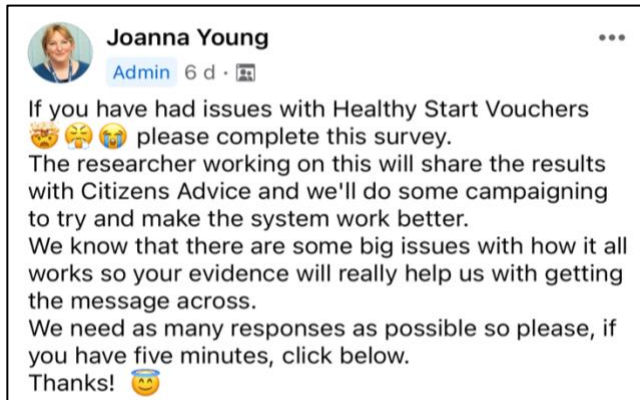 Joanna Young
Admin 6 d ·
If you have had issues with Healthy Start Vouchers
🤯😤😭 please complete this survey.
The researcher working on this will share the results
with Citizens Advice and we'll do some campaigning
to try and make the system work better.
We know that there are some big issues with how it all
works so your evidence will really help us with getting
the message across.
We need as many responses as possible so please, if
you have five minutes, click below.
Thanks! 😇